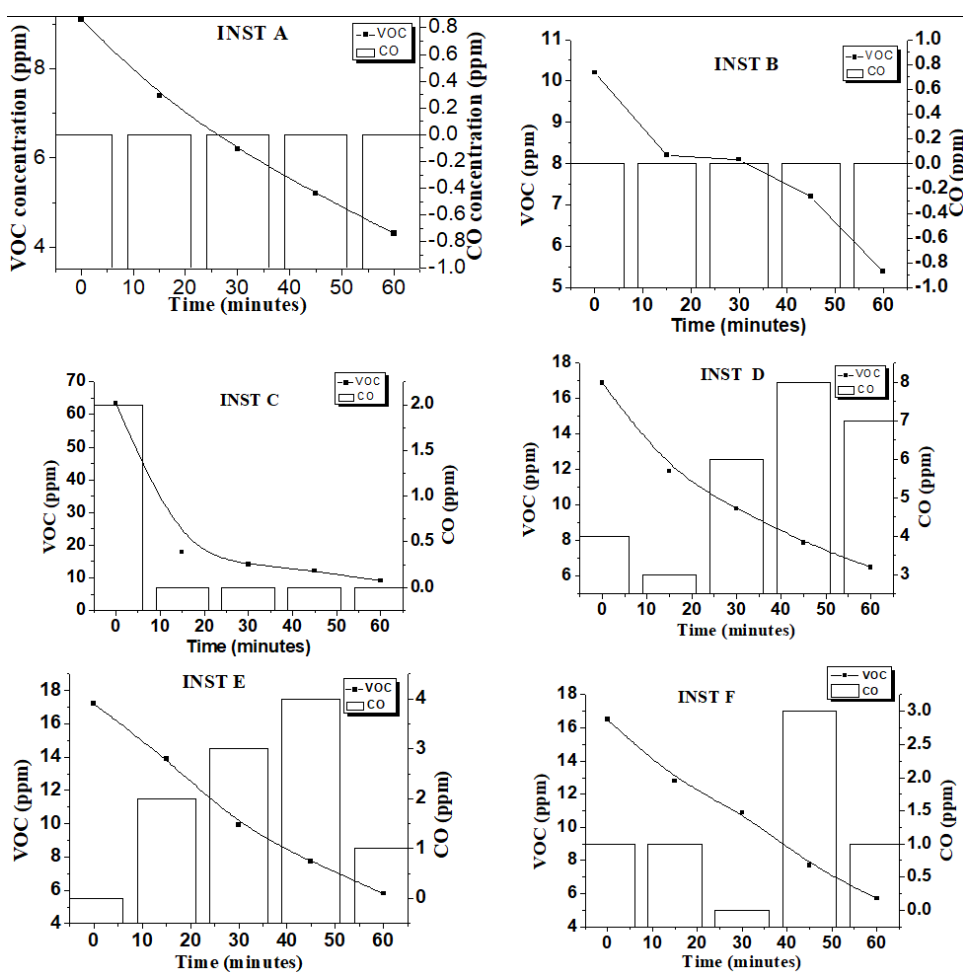 INST A
VOC
CO
VOC concentration (ppm)
8
6
4
CO concentration (ppm)
0.8
0.6
0.4
0.2
0.0
-0.2
-0.4
-0.6
-0.8
-1.0
0 10 20 30 40 50 60
Time (minutes)
INST B
VOC
CO
VOC (ppm)
11
10
9
8
7
6
5
CO (ppm)
1.0
0.8
0.6
0.4
0.2
0.0
-0.2
-0.4
-0.6
-0.8
-1.0
0 10 20 30 40 50 60
Time (minutes)
INST C
VOC
CO
VOC (ppm)
70
60
50
40
30
20
10
0
CO (ppm)
2.0
1.5
1.0
0.5
0.0
0 10 20 30 40 50 60
Time (minutes)
INST D
VOC
CO
VOC (ppm)
18
16
14
12
10
8
6
CO (ppm)
8
7
6
5
4
3
0 10 20 30 40 50 60
Time (minutes)
INST E
VOC
CO
VOC (ppm)
18
16
14
12
10
8
6
4
CO (ppm)
4
3
2
1
0
0 10 20 30 40 50 60
Time (minutes)
INST F
VOC
CO
VOC (ppm)
18
16
14
12
10
8
6
4
CO (ppm)
3.0
2.5
2.0
1.5
1.0
0.5
0.0
0 10 20 30 40 50 60
Time (minutes)